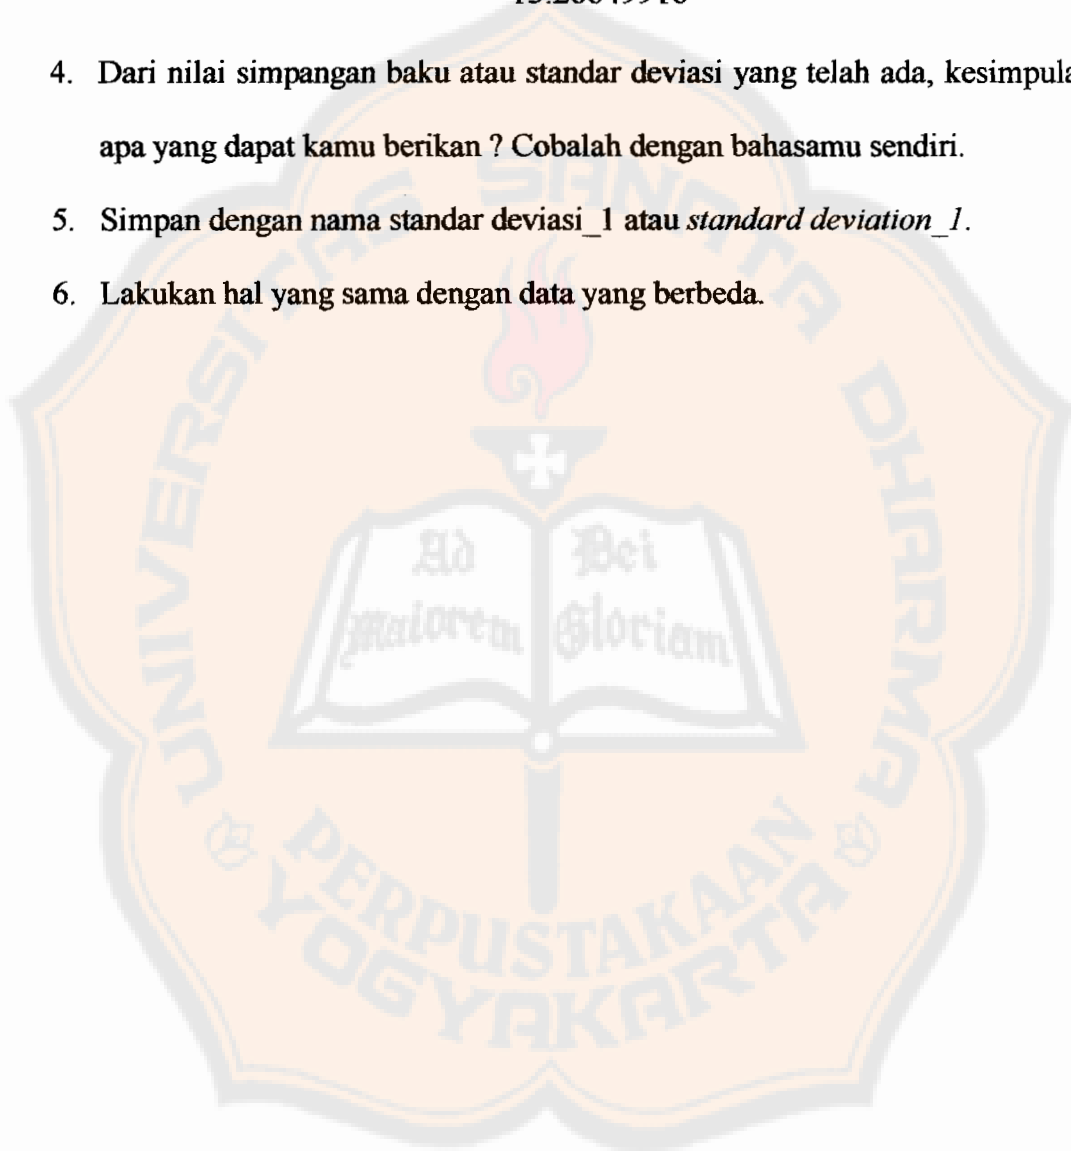 4. Dari nilai simpangan baku atau standar deviasi yang telah ada,
apa yang dapat kamu berikan ? Cobalah dengan bahasamu sendiri.
5. Simpan dengan nama standar deviasi_1 atau standard deviation_1.
6. Lakukan hal yang sama dengan data yang berbeda.
UNIVERSITAS SANATA DHARMA
Ad Dei
Maiorem Gloriam
PERPUSTAKAAN
YOGYAKARTA